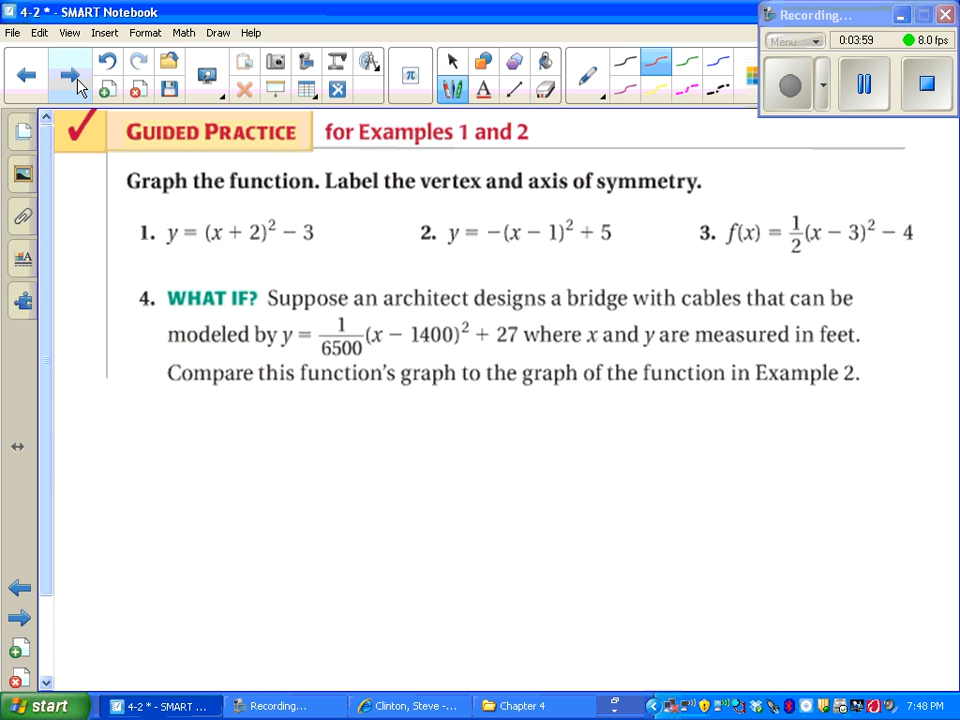 4-2 * - SMART Notebook
Recording...
File Edit View Insert Format Math Draw Help
Menu 0:03:59 8.0 fps
π
A
GUIDED PRACTICE for Examples 1 and 2
Graph the function. Label the vertex and axis of symmetry.
1. y = (x + 2)² − 3 2. y = −(x − 1)² + 5 3. f(x) = 1/2(x − 3)² − 4
4. WHAT IF? Suppose an architect designs a bridge with cables that can be
modeled by y = 1/6500(x − 1400)² + 27 where x and y are measured in feet.
Compare this function's graph to the graph of the function in Example 2.
start 4-2 * - SMART ... Recording... Clinton, Steve -... Chapter 4 7:48 PM